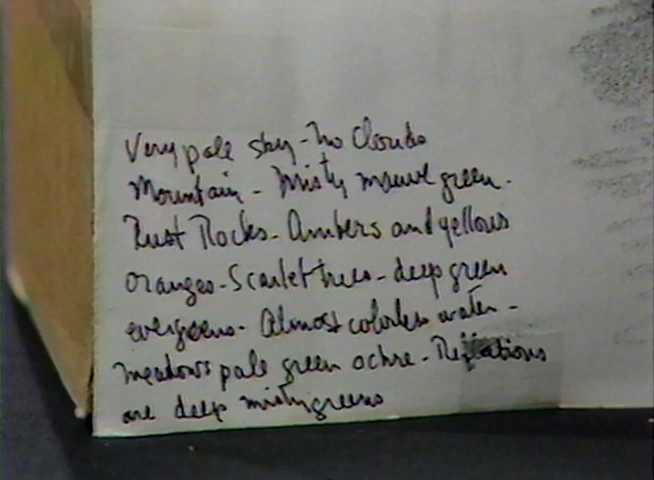 Very pale sky - No Clouds
Mountain - Misty mauve green.
Rust Rocks - Ambers and yellows
oranges - Scarlet trees - deep green
evergreens - Almost colorless water -
meadows pale green ochre - Reflections
are deep misty greens